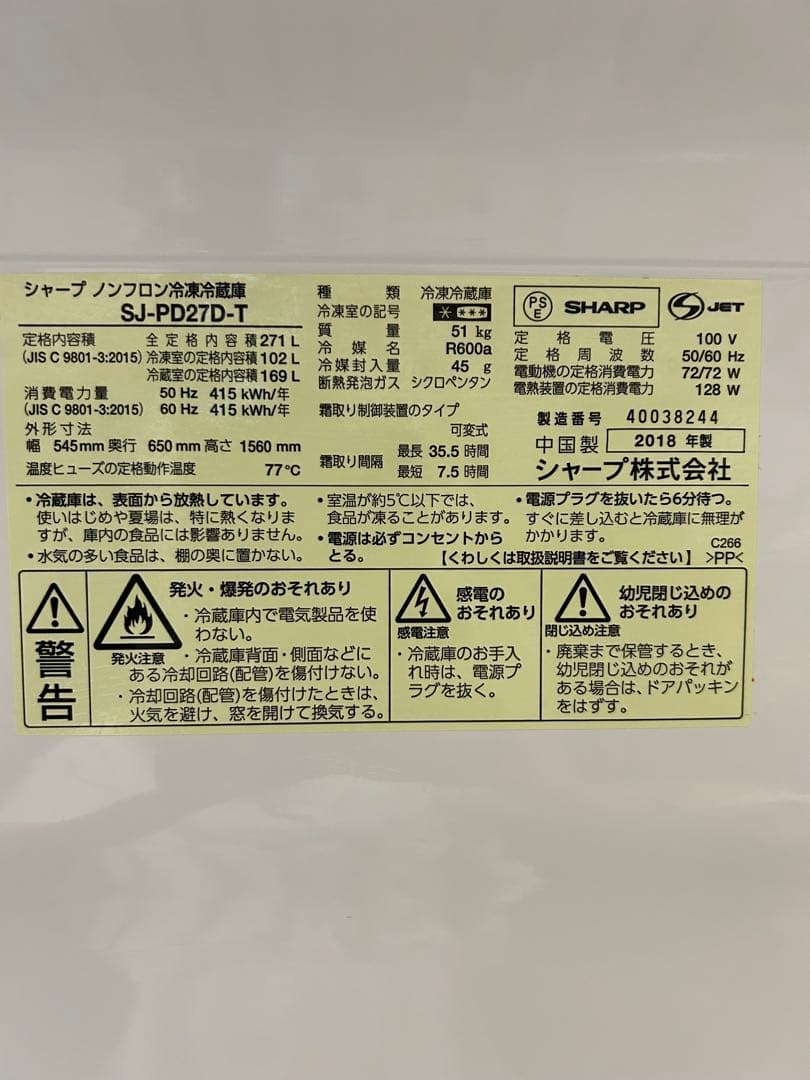 シャープ ノンフロン冷凍冷蔵庫
SJ-PD27D-T
定格内容積 全定格内容積 271 L
(JIS C 9801-3:2015) 冷凍室の定格内容積 102 L
冷蔵室の定格内容積 169 L
消費電力量 50 Hz 415 kWh/年
(JIS C 9801-3:2015) 60 Hz 415 kWh/年
外形寸法
幅 545mm 奥行 650mm 高さ 1560 mm
温度ヒューズの定格動作温度 77℃
種類 冷凍冷蔵庫
冷凍室の記号 * ***
質量 51 kg
冷媒名 R600a
冷媒封入量 45 g
断熱発泡ガス シクロペンタン
霜取り制御装置のタイプ
可変式
霜取り間隔 最長 35.5 時間
最短 7.5 時間
PSE SHARP JET
定格電圧 100 V
定格周波数 50/60 Hz
電動機の定格消費電力 72/72 W
電熱装置の定格消費電力 128 W
製造番号 40038244
中国製 2018 年製
シャープ株式会社
・冷蔵庫は、表面から放熱しています。
使いはじめや夏場は、特に熱くなりま
すが、庫内の食品には影響ありません。
・水気の多い食品は、棚の奥に置かない。
・室温が約5℃以下では、
食品が凍ることがあります。
・電源は必ずコンセントから
とる。
・電源プラグを抜いたら6分待つ。
すぐに差し込むと冷蔵庫に無理が
かかります。
C266
【くわしくは取扱説明書をご覧ください】 >PP<
警告
発火・爆発のおそれあり
発火注意
・冷蔵庫内で電気製品を使
わない。
・冷蔵庫背面・側面などに
ある冷却回路(配管)を傷付けない。
・冷却回路(配管)を傷付けたときは、
火気を避け、窓を開けて換気する。
感電の
おそれあり
感電注意
・冷蔵庫のお手入
れ時は、電源プ
ラグを抜く。
幼児閉じ込めの
おそれあり
閉じ込め注意
・廃棄まで保管するとき、
幼児閉じ込めのおそれが
ある場合は、ドアパッキン
をはずす。